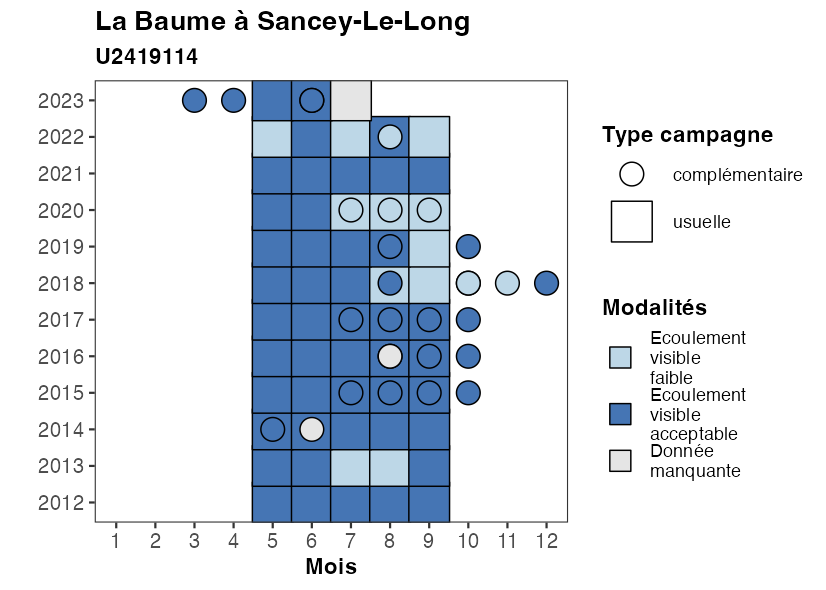 La Baume à Sancey-Le-Long
U2419114
2023
2022
2021
2020
2019
2018
2017
2016
2015
2014
2013
2012
1 2 3 4 5 6 7 8 9 10 11 12
Mois
Type campagne
complémentaire
usuelle
Modalités
Ecoulement
visible
faible
Ecoulement
visible
acceptable
Donnée
manquante